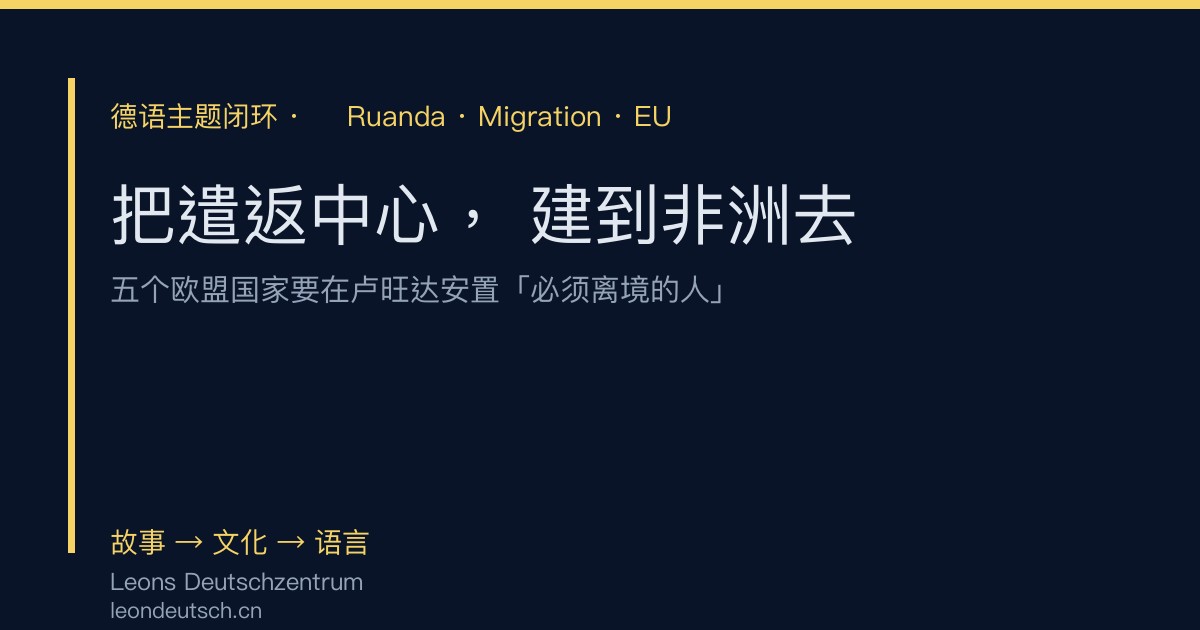 德语主题闭环 · Ruanda · Migration · EU
把遣返中心， 建到非洲去
五个欧盟国家要在卢旺达安置「必须离境的人」
故事 → 文化 → 语言
Leons Deutschzentrum
leondeutsch.cn